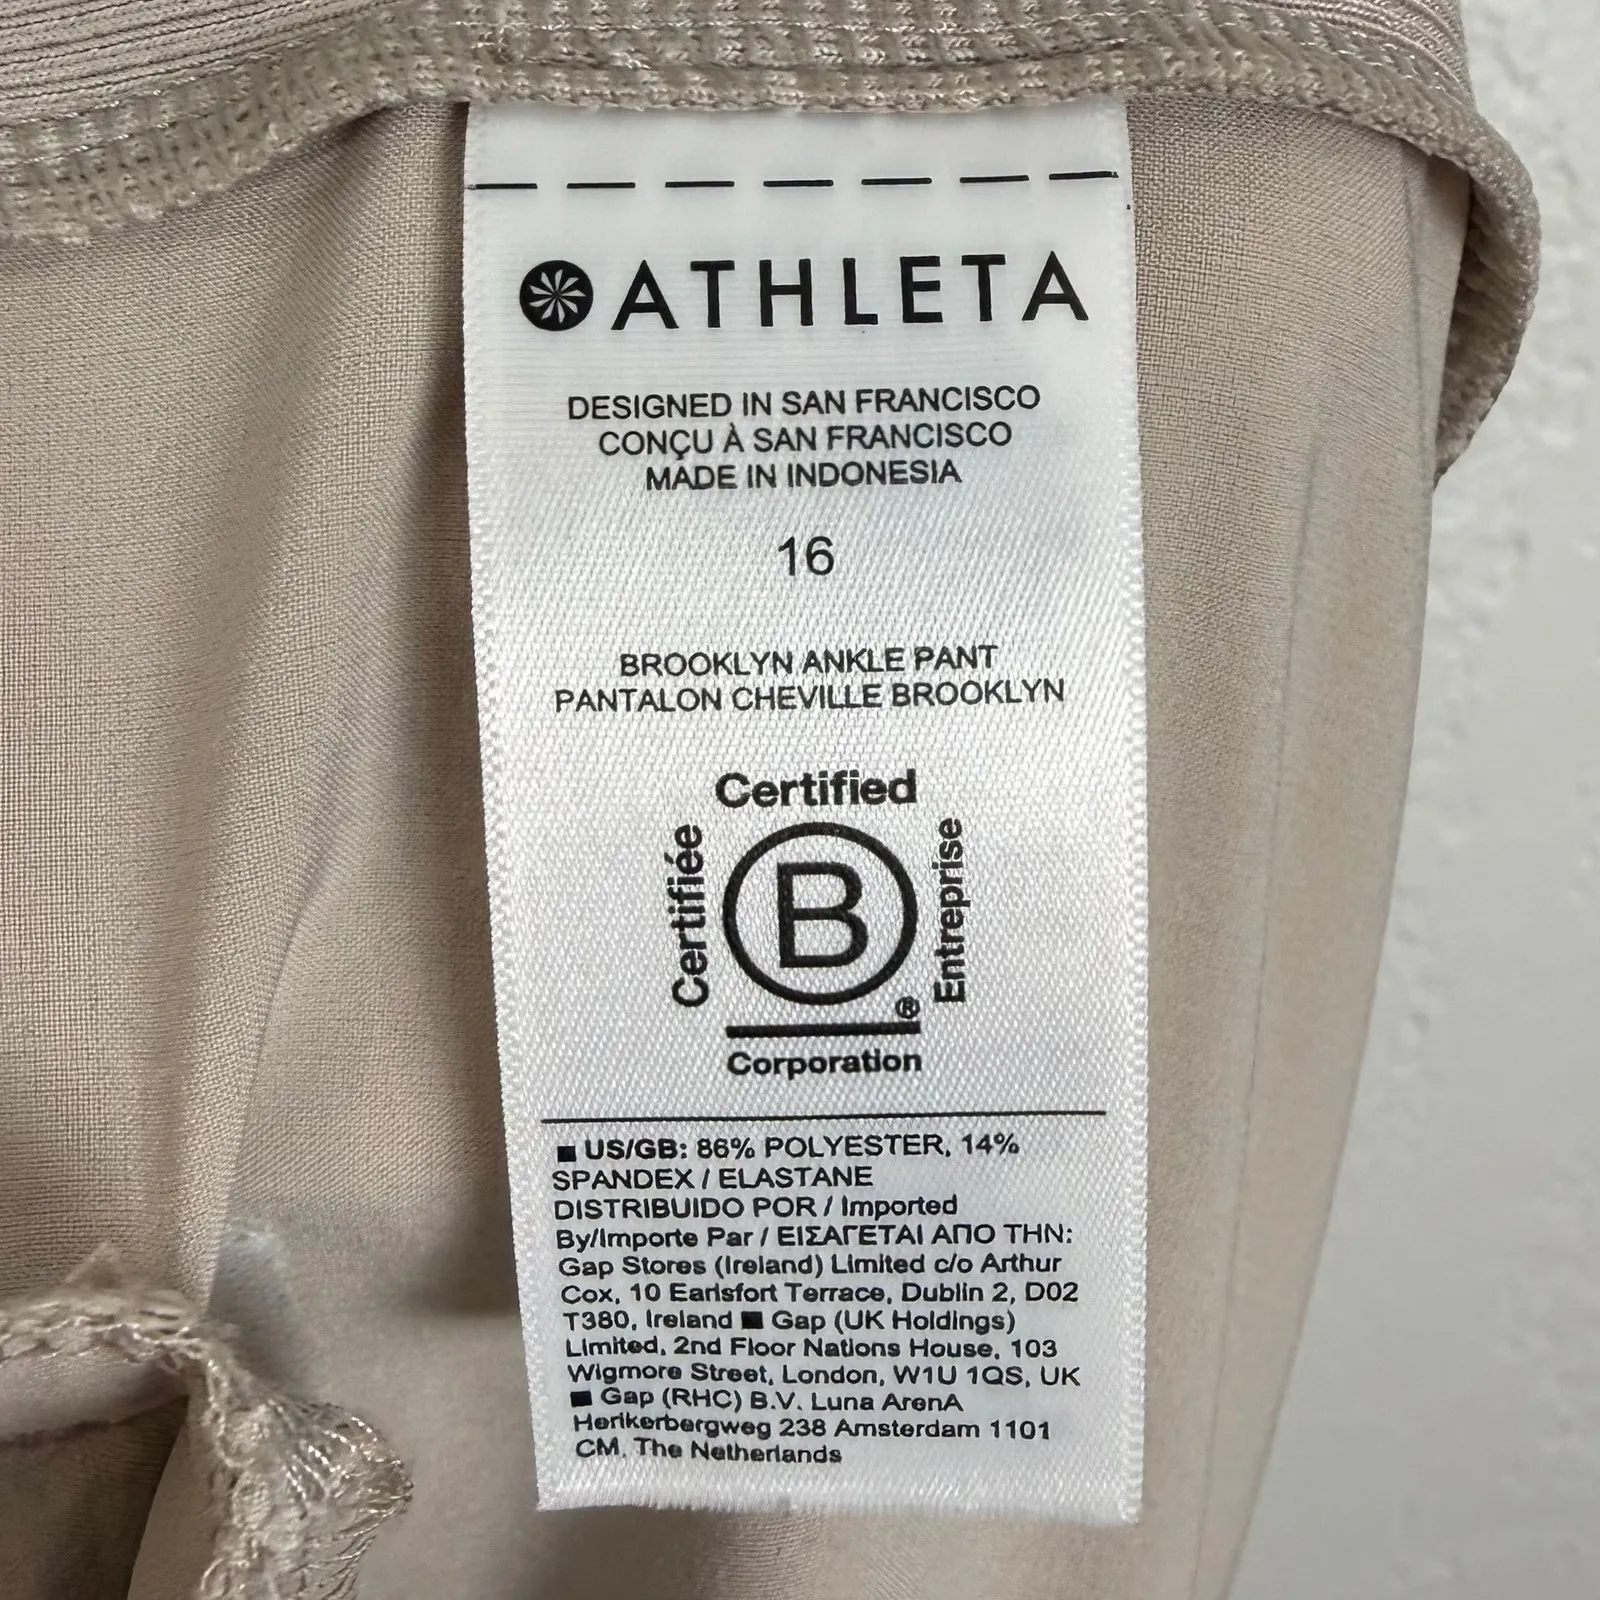 ATHLETA
DESIGNED IN SAN FRANCISCO
CONÇU À SAN FRANCISCO
MADE IN INDONESIA
16
BROOKLYN ANKLE PANT
PANTALON CHEVILLE BROOKLYN
Certified
Certifiée
B
Entreprise
®
Corporation
■ US/GB: 86% POLYESTER, 14%
SPANDEX / ELASTANE
DISTRIBUIDO POR / Imported
By/Importe Par / ΕΙΣΑΓΕΤΑΙ ΑΠΟ ΤΗΝ:
Gap Stores (Ireland) Limited c/o Arthur
Cox, 10 Earlsfort Terrace, Dublin 2, D02
T380, Ireland ■ Gap (UK Holdings)
Limited, 2nd Floor Nations House, 103
Wigmore Street, London, W1U 1QS, UK
■ Gap (RHC) B.V. Luna ArenA
Herikerbergweg 238 Amsterdam 1101
CM, The Netherlands